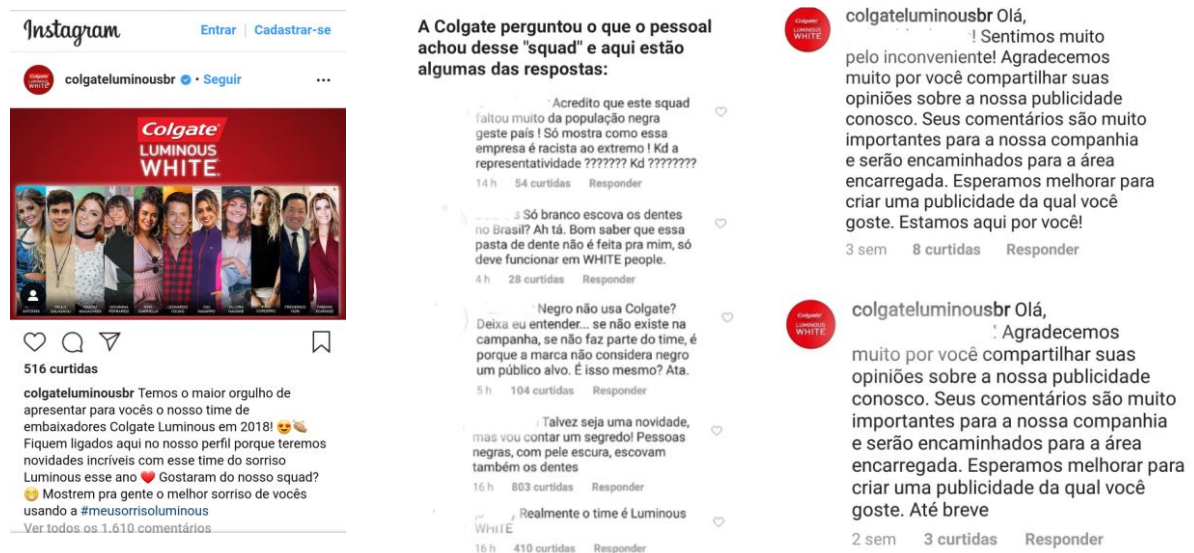 Instagram
Entrar | Cadastrar-se
Colgate
LUMINOUS
WHITE
colgateluminousbr • Seguir
Colgate
LUMINOUS
WHITE
516 curtidas
colgateluminousbr Temos o maior orgulho de
apresentar para vocês o nosso time de
embaixadores Colgate Luminous em 2018! 😍👏
Fiquem ligados aqui no nosso perfil porque teremos
novidades incríveis com esse time do sorriso
Luminous esse ano ❤️ Gostaram do nosso squad?
😁 Mostrem pra gente o melhor sorriso de vocês
usando a #meusorrisoluminous
Ver todos os 1.610 comentários
A Colgate perguntou o que o pessoal
achou desse "squad" e aqui estão
algumas das respostas:
Acredito que este squad
faltou muito da população negra
geste país ! Só mostra como essa
empresa é racista ao extremo ! Kd a
representatividade ??????? Kd ????????
14 h 54 curtidas Responder
Só branco escova os dentes
no Brasil? Ah tá. Bom saber que essa
pasta de dente não é feita pra mim, só
deve funcionar em WHITE people.
4 h 28 curtidas Responder
Negro não usa Colgate?
Deixa eu entender... se não existe na
campanha, se não faz parte do time, é
porque a marca não considera negro
um público alvo. É isso mesmo? Ata.
5 h 104 curtidas Responder
Talvez seja uma novidade,
mas vou contar um segredo! Pessoas
negras, com pele escura, escovam
também os dentes
16 h 803 curtidas Responder
Realmente o time é Luminous
WHITE
16 h 410 curtidas Responder
Colgate
LUMINOUS
WHITE
colgateluminousbr Olá,
! Sentimos muito
pelo inconveniente! Agradecemos
muito por você compartilhar suas
opiniões sobre a nossa publicidade
conosco. Seus comentários são muito
importantes para a nossa companhia
e serão encaminhados para a área
encarregada. Esperamos melhorar para
criar uma publicidade da qual você
goste. Estamos aqui por você!
3 sem 8 curtidas Responder
Colgate
LUMINOUS
WHITE
colgateluminousbr Olá,
! Agradecemos
muito por você compartilhar suas
opiniões sobre a nossa publicidade
conosco. Seus comentários são muito
importantes para a nossa companhia
e serão encaminhados para a área
encarregada. Esperamos melhorar para
criar uma publicidade da qual você
goste. Até breve
2 sem 3 curtidas Responder